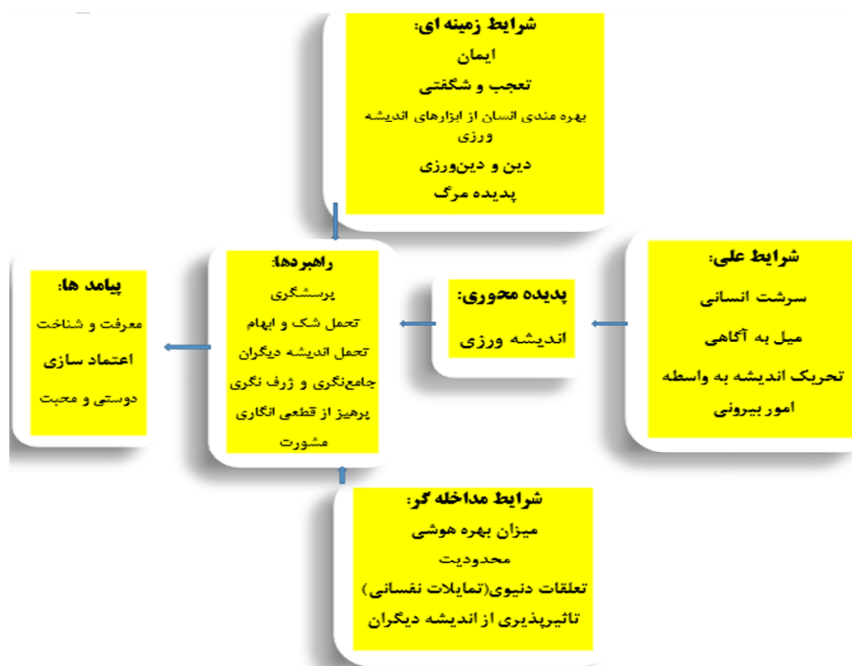 شرایط زمینه ای:
ایمان
تعجب و شگفتی
بهره مندی انسان از ابزارهای اندیشه
ورزی
دین و دین‌ورزی
پدیده مرگ
شرایط علی:
سرشت انسانی
میل به آگاهی
تحریک اندیشه به واسطه
امور بیرونی
پدیده محوری:
اندیشه ورزی
راهبردها:
پرسشگری
تحمل شک و ابهام
تحمل اندیشه دیگران
جامع‌نگری و ژرف نگری
پرهیز از قطعی انگاری
مشورت
پیامد ها:
معرفت و شناخت
اعتماد سازی
دوستی و محبت
شرایط مداخله گر:
میزان بهره هوشی
محدودیت
تعلقات دنیوی(تمایلات نفسانی)
تاثیرپذیری از اندیشه دیگران